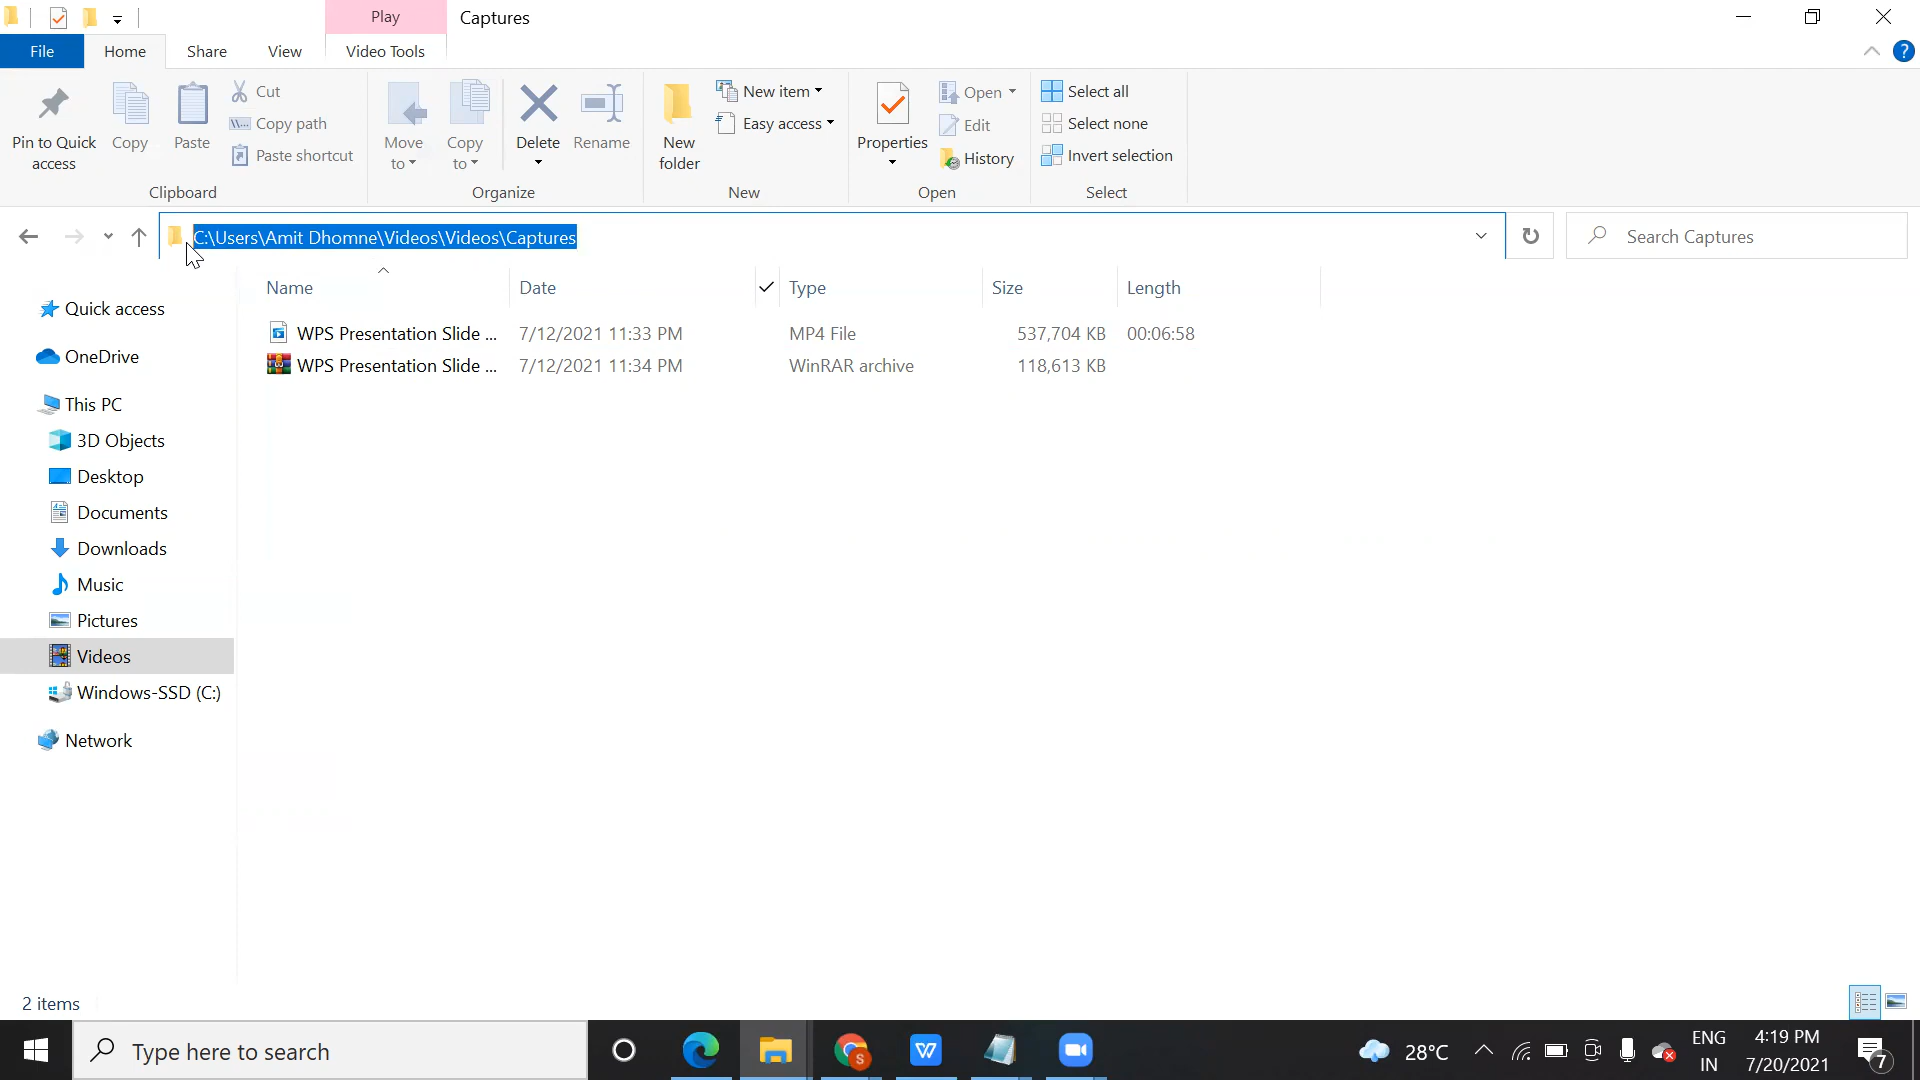 Play
Captures
File
Home
Share
View
Video Tools
?
Pin to Quick access
Copy
Paste
Cut
Copy path
Paste shortcut
Clipboard
Move to
Copy to
Delete
Rename
Organize
New folder
New item
Easy access
New
Properties
Open
Edit
History
Open
Select all
Select none
Invert selection
Select
C:\Users\Amit Dhomne\Videos\Videos\Captures
Search Captures
Name Date Type Size Length
WPS Presentation Slide ... 7/12/2021 11:33 PM MP4 File 537,704 KB 00:06:58
WPS Presentation Slide ... 7/12/2021 11:34 PM WinRAR archive 118,613 KB
Quick access
OneDrive
This PC
3D Objects
Desktop
Documents
Downloads
Music
Pictures
Videos
Windows-SSD (C:)
Network
2 items
Type here to search
S
W
28°C
ENG
IN
4:19 PM
7/20/2021
7